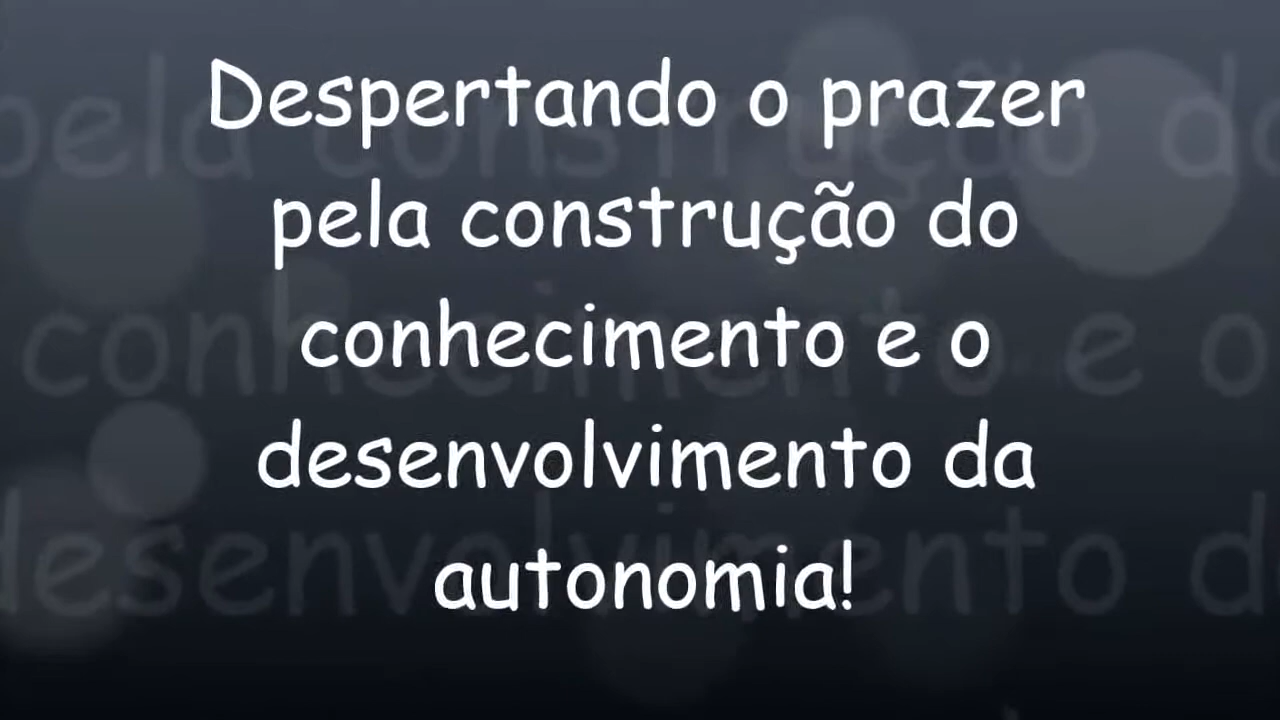 Despertando o prazer
pela construção do
conhecimento e o
desenvolvimento da
autonomia!